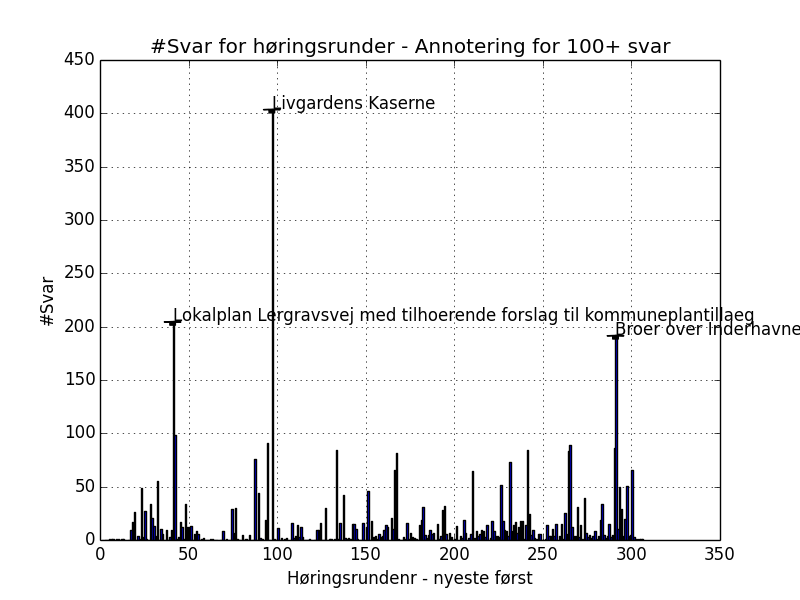 #Svar for høringsrunder - Annotering for 100+ svar
450
400
350
300
250
200
150
100
50
0
#Svar
Livgardens Kaserne
Lokalplan Lergravsvej med tilhoerende forslag til kommuneplantillaeg
Broer over Inderhavne
0 50 100 150 200 250 300 350
Høringsrundenr - nyeste først